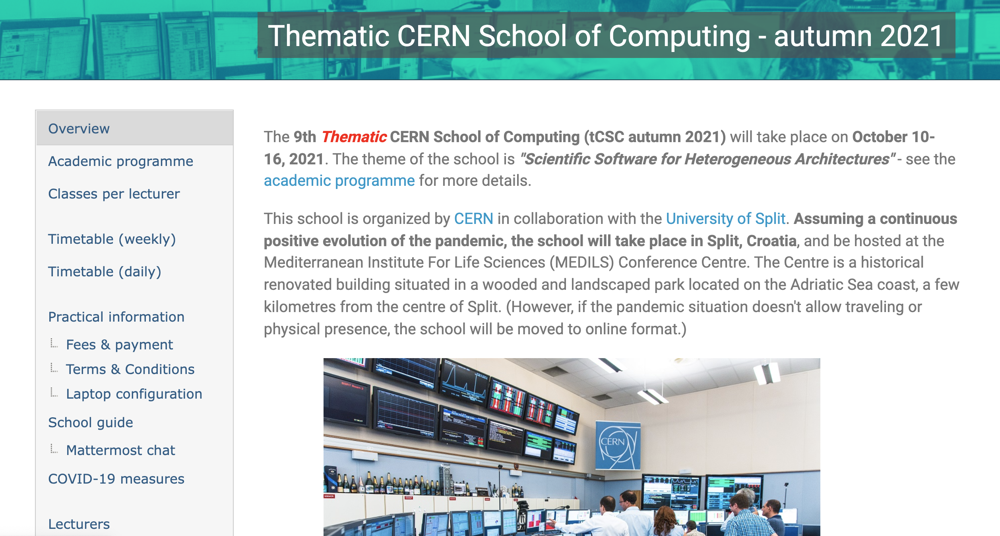 Thematic CERN School of Computing - autumn 2021
Overview
Academic programme
Classes per lecturer
Timetable (weekly)
Timetable (daily)
Practical information
Fees & payment
Terms & Conditions
Laptop configuration
School guide
Mattermost chat
COVID-19 measures
Lecturers
The 9th Thematic CERN School of Computing (tCSC autumn 2021) will take place on October 10-
16, 2021. The theme of the school is "Scientific Software for Heterogeneous Architectures" - see the
academic programme for more details.
This school is organized by CERN in collaboration with the University of Split. Assuming a continuous
positive evolution of the pandemic, the school will take place in Split, Croatia, and be hosted at the
Mediterranean Institute For Life Sciences (MEDILS) Conference Centre. The Centre is a historical
renovated building situated in a wooded and landscaped park located on the Adriatic Sea coast, a few
kilometres from the centre of Split. (However, if the pandemic situation doesn't allow traveling or
physical presence, the school will be moved to online format.)
BSRT Beam 2
CERN